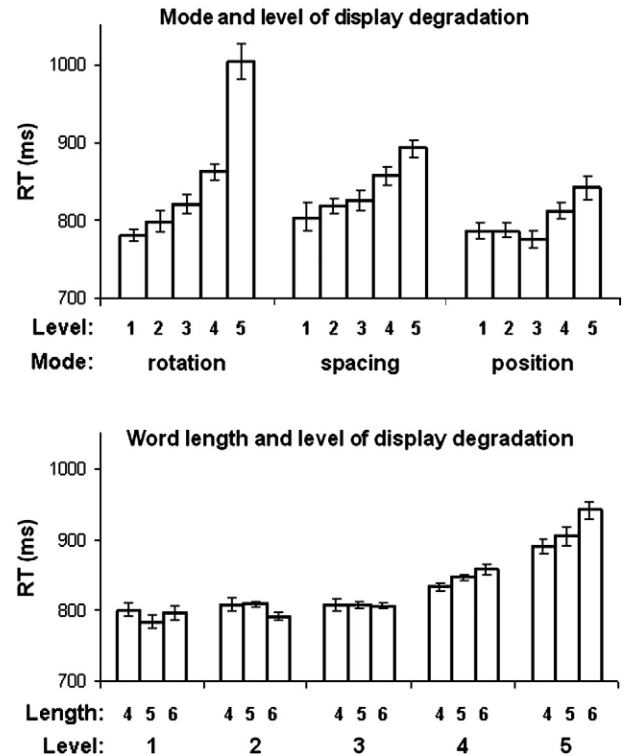 Mode and level of display degradation
1000
900
800
700
RT (ms)
Level: 1 2 3 4 5 1 2 3 4 5 1 2 3 4 5
Mode: rotation spacing position
Word length and level of display degradation
1000
900
800
700
RT (ms)
Length: 4 5 6 4 5 6 4 5 6 4 5 6 4 5 6
Level: 1 2 3 4 5